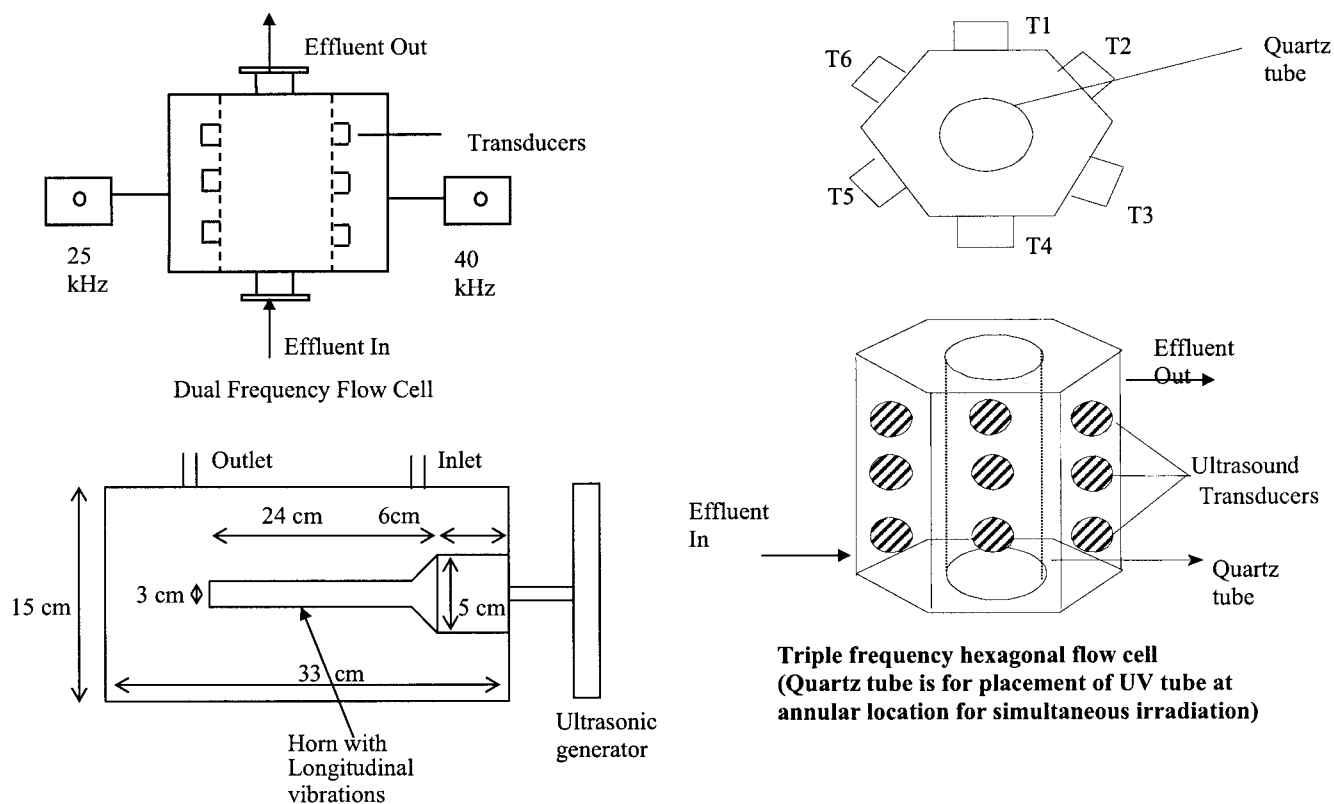 Effluent Out
Transducers
25
kHz
40
kHz
Effluent In
Dual Frequency Flow Cell
T1
T2
T6
Quartz
tube
T5
T3
T4
Outlet
Inlet
24 cm
6cm
15 cm
3 cm
5 cm
33 cm
Horn with
Longitudinal
vibrations
Ultrasonic
generator
Effluent
Out
Ultrasound
Transducers
Effluent
In
Quartz
tube
Triple frequency hexagonal flow cell
(Quartz tube is for placement of UV tube at
annular location for simultaneous irradiation)